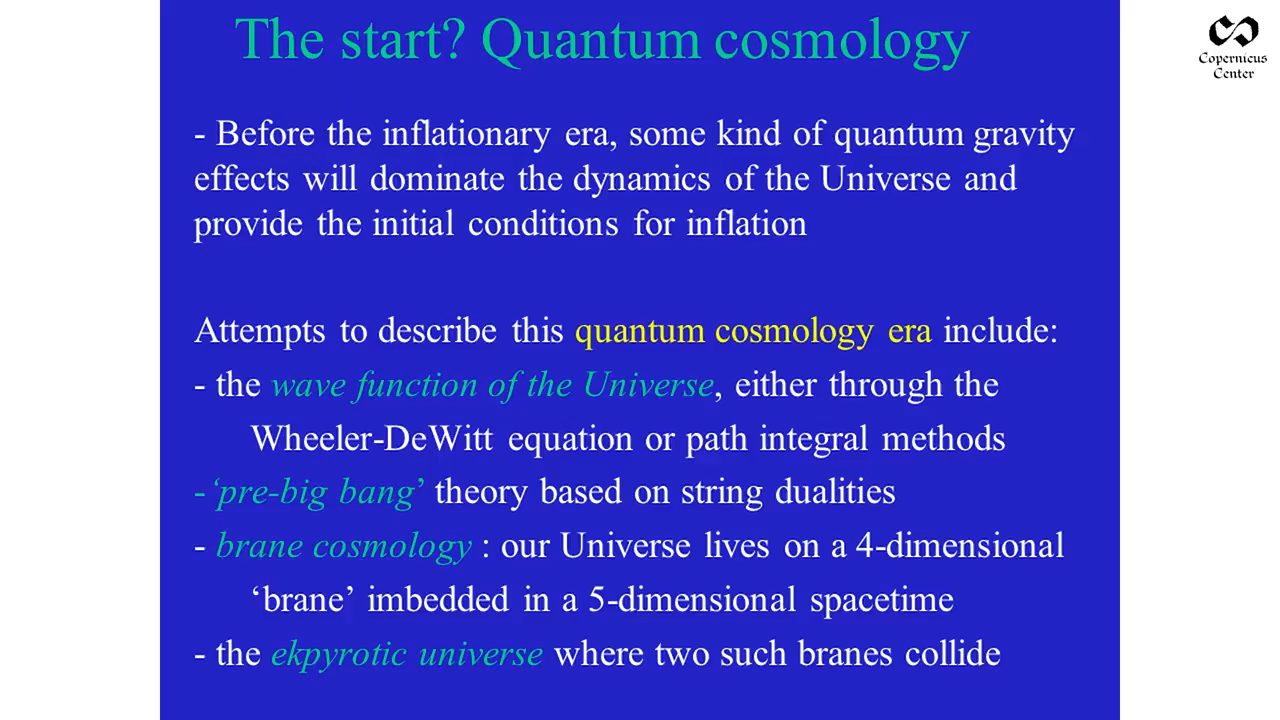 The start? Quantum cosmology
Copernicus
Center
- Before the inflationary era, some kind of quantum gravity
effects will dominate the dynamics of the Universe and
provide the initial conditions for inflation
Attempts to describe this quantum cosmology era include:
- the wave function of the Universe, either through the
Wheeler-DeWitt equation or path integral methods
-‘pre-big bang’ theory based on string dualities
- brane cosmology : our Universe lives on a 4-dimensional
‘brane’ imbedded in a 5-dimensional spacetime
- the ekpyrotic universe where two such branes collide